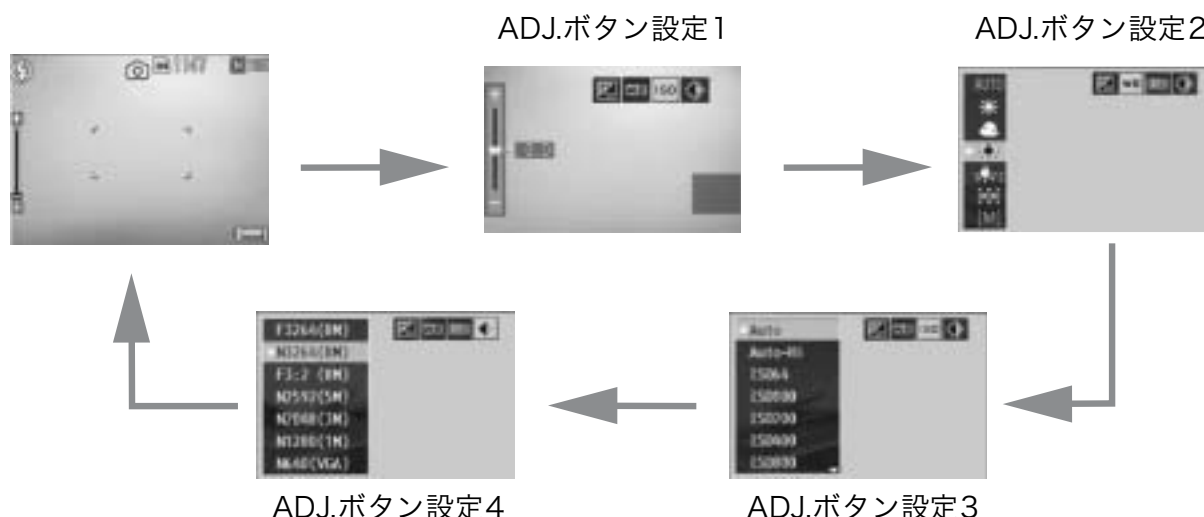 ADJ.ボタン設定1
ADJ.ボタン設定2
ISO
AUTO
F3264(8M)
N3264(8M)
F3:2 (8M)
N2592(5M)
N2048(3M)
N1280(1M)
N640(VGA)
Auto
Auto-Hi
ISO64
ISO100
ISO200
ISO400
ISO800
ADJ.ボタン設定4
ADJ.ボタン設定3